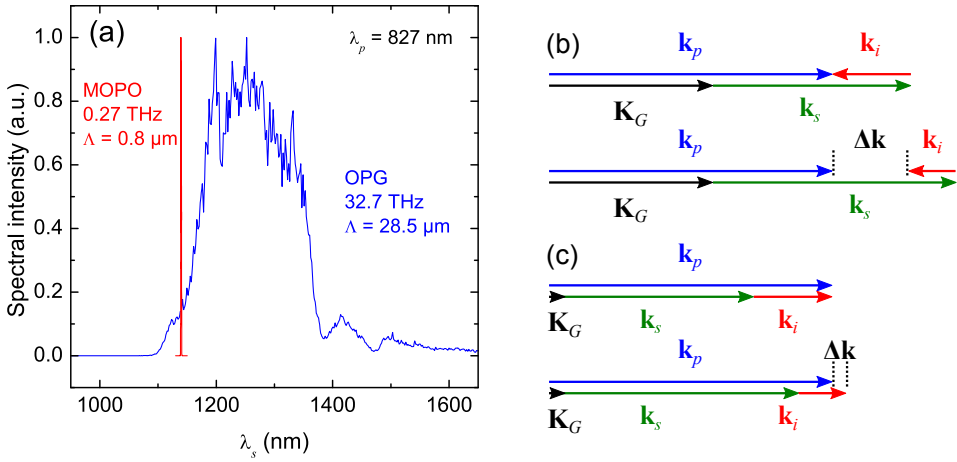 (a)
λp = 827 nm
MOPO
0.27 THz
Λ = 0.8 µm
OPG
32.7 THz
Λ = 28.5 µm
Spectral intensity (a.u.)
1.0
0.8
0.6
0.4
0.2
0.0
1000 1200 1400 1600
λs (nm)
(b)
kp ki
KG ks
kp Δk ki
KG ks
(c)
kp
KG ks ki
kp Δk
KG ks ki